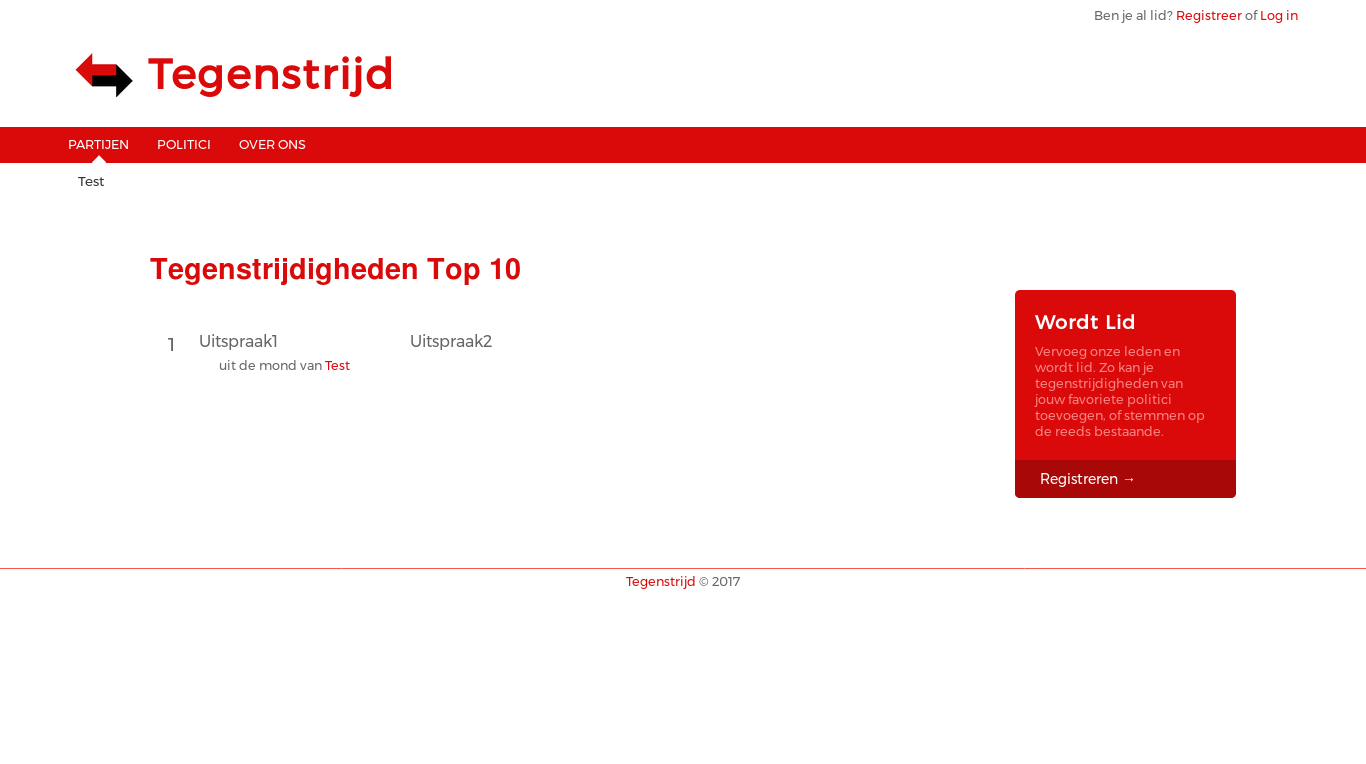 Ben je al lid? Registreer of Log in
Tegenstrijd
PARTIJEN POLITICI OVER ONS
Test
Tegenstrijdigheden Top 10
1 Uitspraak1 Uitspraak2
uit de mond van Test
Wordt Lid
Vervoeg onze leden en
wordt lid. Zo kan je
tegenstrijdigheden van
jouw favoriete politici
toevoegen, of stemmen op
de reeds bestaande.
Registreren →
Tegenstrijd © 2017